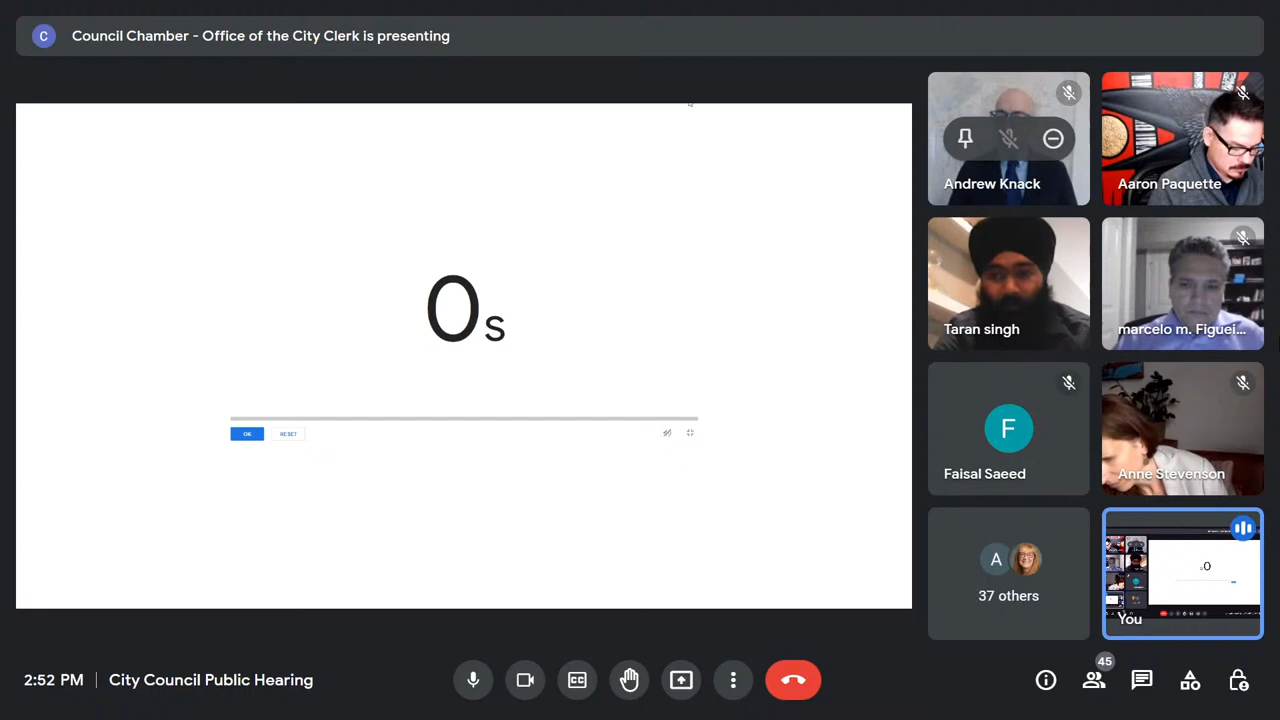 C
Council Chamber - Office of the City Clerk is presenting
0s
OK
RESET
Andrew Knack
Aaron Paquette
Taran singh
marcelo m. Figuei...
F
Faisal Saeed
Anne Stevenson
A
37 others
0
You
2:52 PM
City Council Public Hearing
CC
45